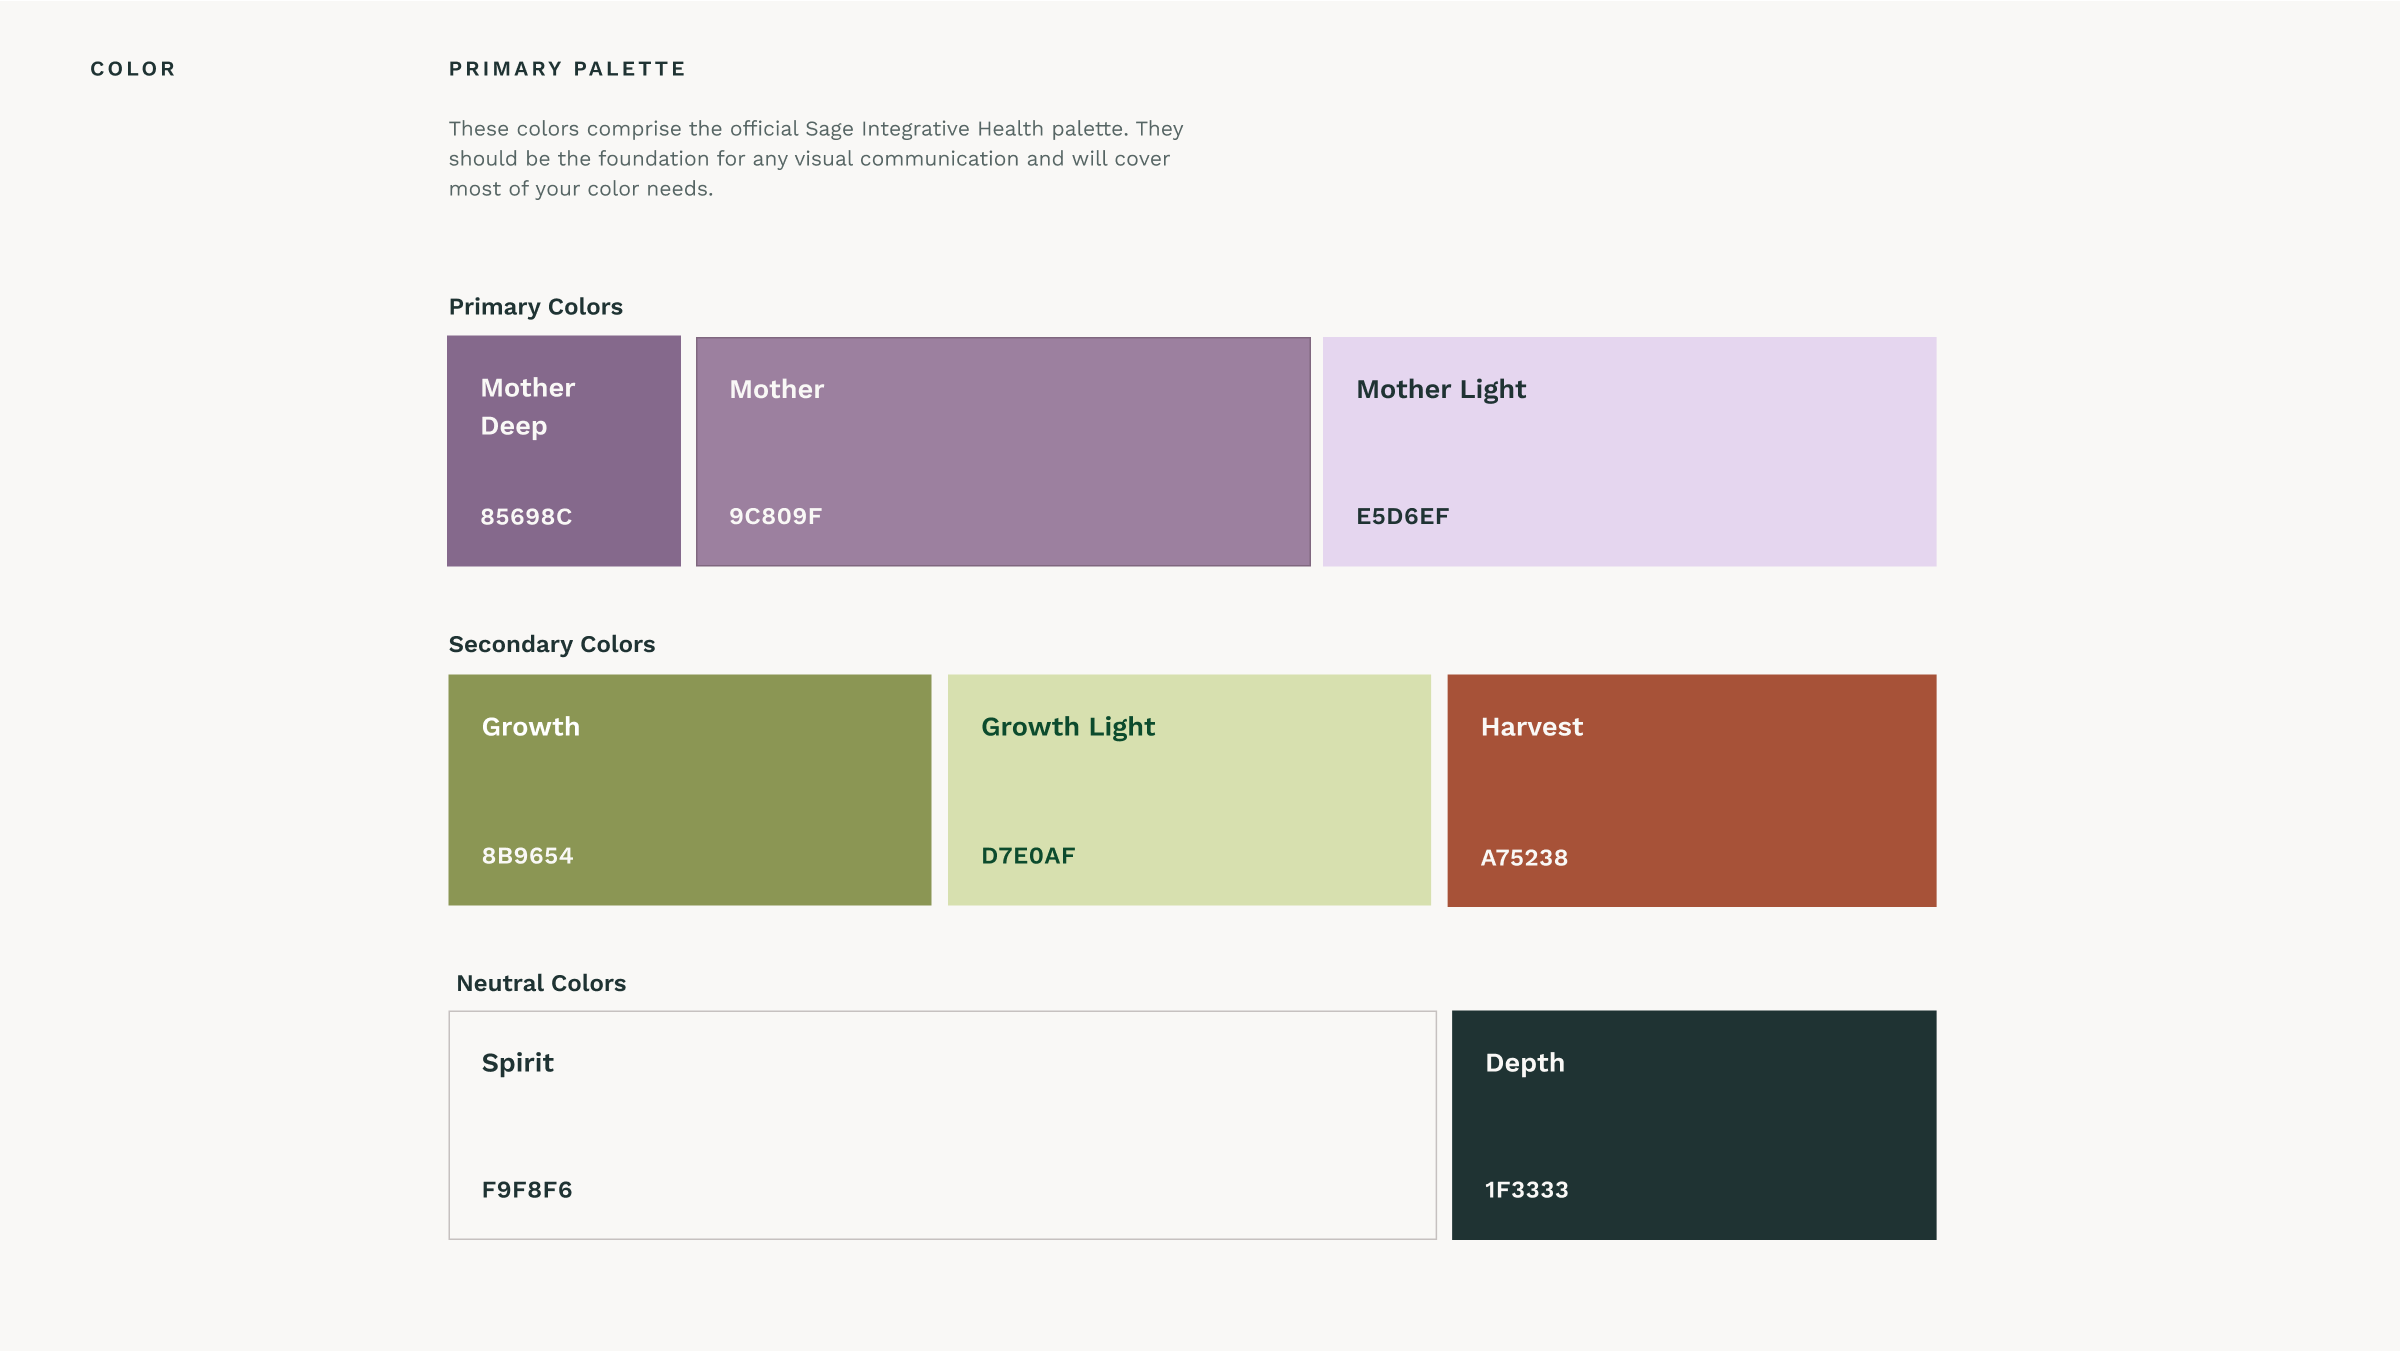 COLOR
PRIMARY PALETTE
These colors comprise the official Sage Integrative Health palette. They
should be the foundation for any visual communication and will cover
most of your color needs.
Primary Colors
Mother
Deep
85698C
Mother
9C809F
Mother Light
E5D6EF
Secondary Colors
Growth
8B9654
Growth Light
D7E0AF
Harvest
A75238
Neutral Colors
Spirit
F9F8F6
Depth
1F3333